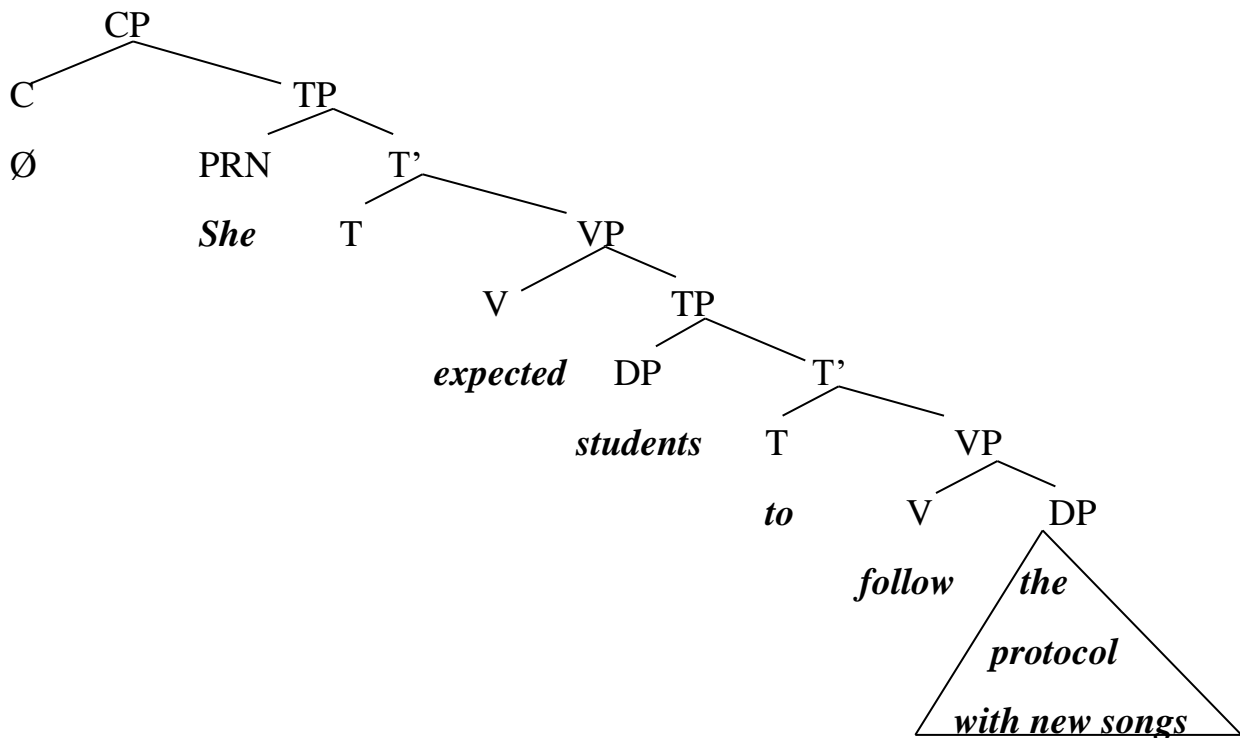 CP
C TP
Ø PRN T’
She T VP
V TP
expected DP T’
students T VP
to V DP
follow the
protocol
with new songs